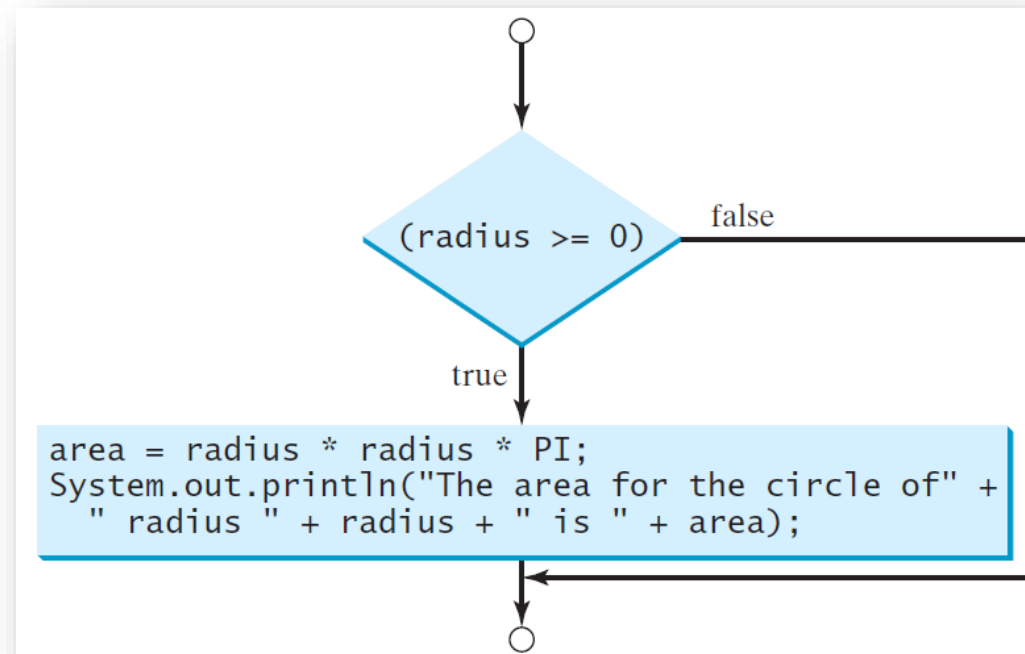 (radius >= 0)
false
true
area = radius * radius * PI;
System.out.println("The area for the circle of" +
  " radius " + radius + " is " + area);